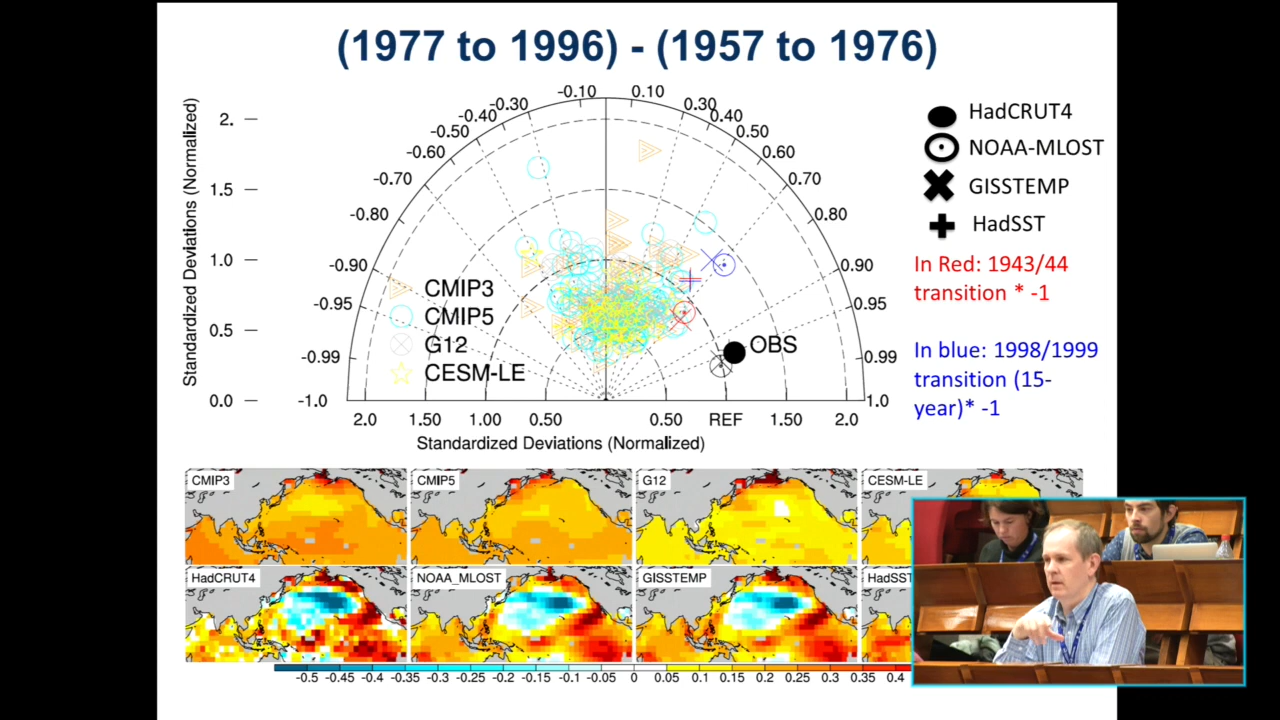 (1977 to 1996) - (1957 to 1976)
-0.10 0.10
-0.30 0.30
-0.40 0.40
-0.50 0.50
-0.60 0.60
-0.70 0.70
-0.80 0.80
-0.90 0.90
-0.95 0.95
-0.99 0.99
-1.0 1.0
Standardized Deviations (Normalized)
2.
1.5
1.0
0.5
0.0
CMIP3
CMIP5
G12
CESM-LE
OBS
2.0 1.50 1.00 0.50 0.50 REF 1.50 2.0
Standardized Deviations (Normalized)
HadCRUT4
NOAA-MLOST
GISSTEMP
HadSST
In Red: 1943/44
transition * -1
In blue: 1998/1999
transition (15-
year)* -1
CMIP3 CMIP5 G12 CESM-LE
HadCRUT4 NOAA_MLOST GISSTEMP HadSST
-0.5 -0.45 -0.4 -0.35 -0.3 -0.25 -0.2 -0.15 -0.1 -0.05 0 0.05 0.1 0.15 0.2 0.25 0.3 0.35 0.4